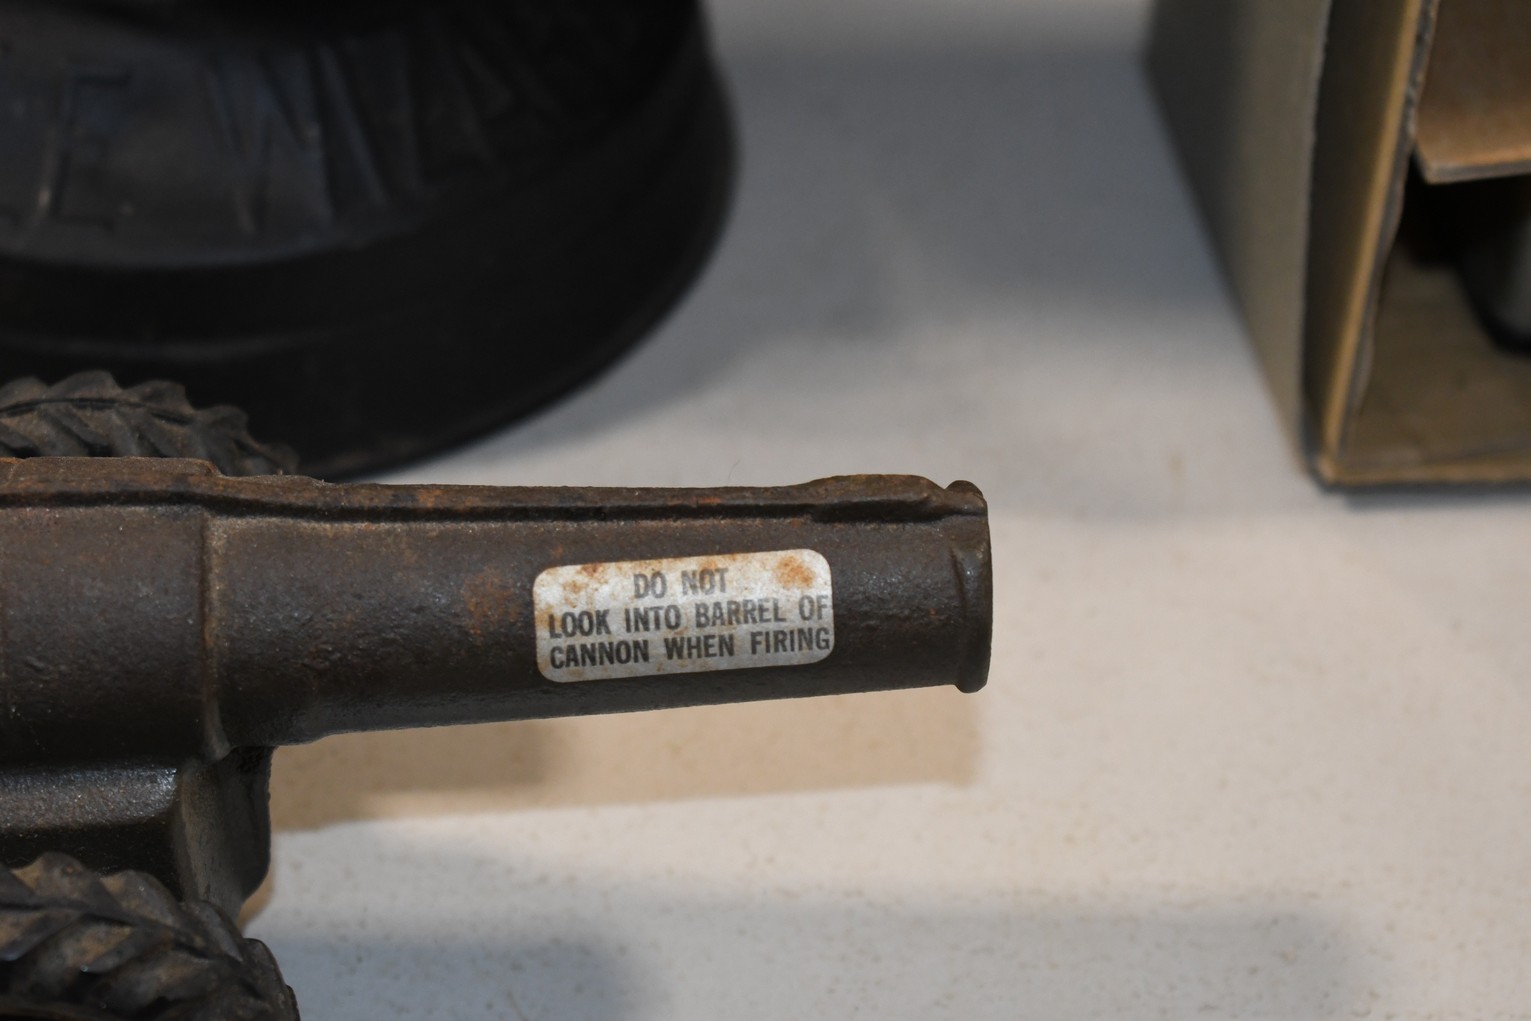 E W
DO NOT
LOOK INTO BARREL OF
CANNON WHEN FIRING